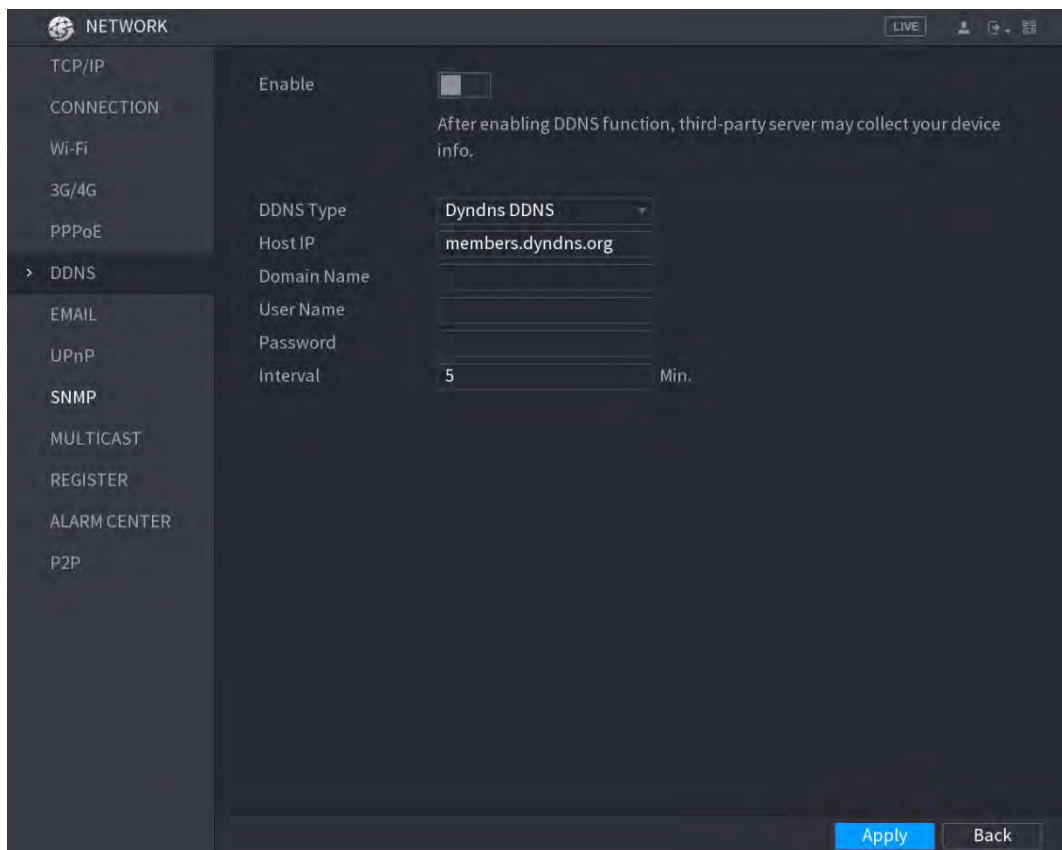 NETWORK
LIVE
TCP/IP
CONNECTION
Wi-Fi
3G/4G
PPPoE
DDNS
EMAIL
UPnP
SNMP
MULTICAST
REGISTER
ALARM CENTER
P2P
Enable
After enabling DDNS function, third-party server may collect your device
info.
DDNS Type Dyndns DDNS
Host IP members.dyndns.org
Domain Name
User Name
Password
Interval 5 Min.
Apply Back